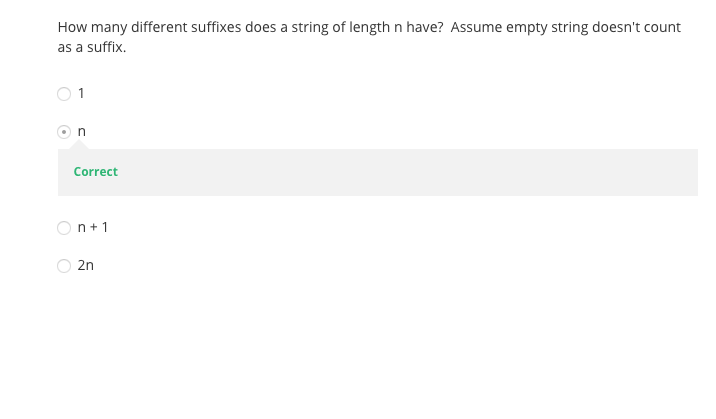 How many different suffixes does a string of length n have?  Assume empty string doesn't count
as a suffix.
1
n
Correct
n + 1
2n